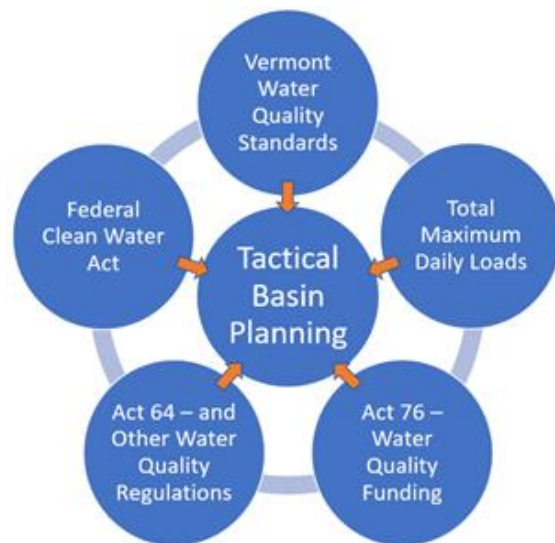 Vermont
Water
Quality
Standards
Federal
Clean Water
Act
Total
Maximum
Daily Loads
Tactical
Basin
Planning
Act 64 – and
Other Water
Quality
Regulations
Act 76 –
Water
Quality
Funding